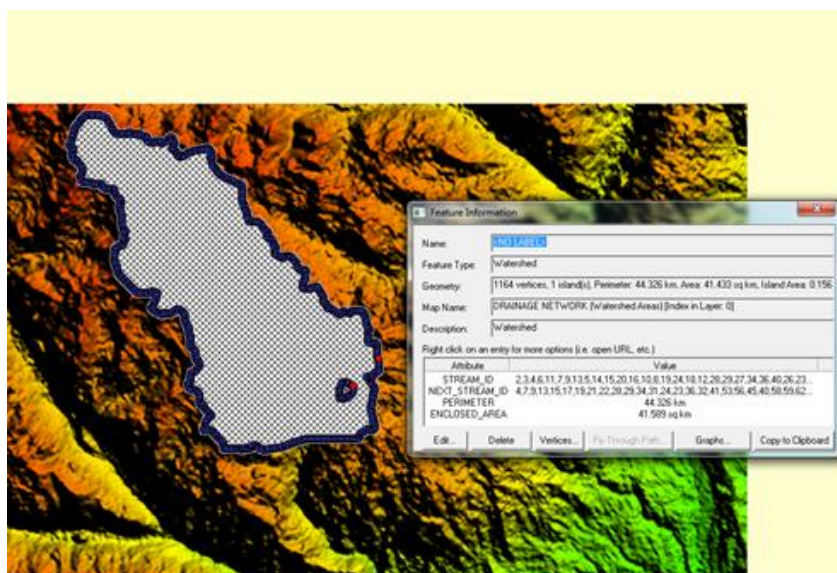 Feature Information
Name: <NO LABEL>
Feature Type: Watershed
Geometry: 1164 vertices, 1 island(s), Perimeter: 44.326 km, Area: 41.433 sq km, Island Area: 0.156
Map Name: DRAINAGE NETWORK (Watershed Areas) [Index in Layer: 0]
Description: Watershed
Right click on an entry for more options (i.e. open URL, etc.)
Attribute Value
STREAM_ID 2,3,4,6,11,7,9,13,5,14,15,20,16,10,8,19,24,18,12,28,29,27,34,36,40,26,23...
NEXT_STREAM_ID 4,7,9,13,15,17,19,21,22,28,29,34,31,24,23,36,32,41,53,56,45,40,58,59,62...
PERIMETER 44.326 km
ENCLOSED_AREA 41.589 sq km
Edit... Delete Vertices... Fly-Through Path... Graphs... Copy to Clipboard